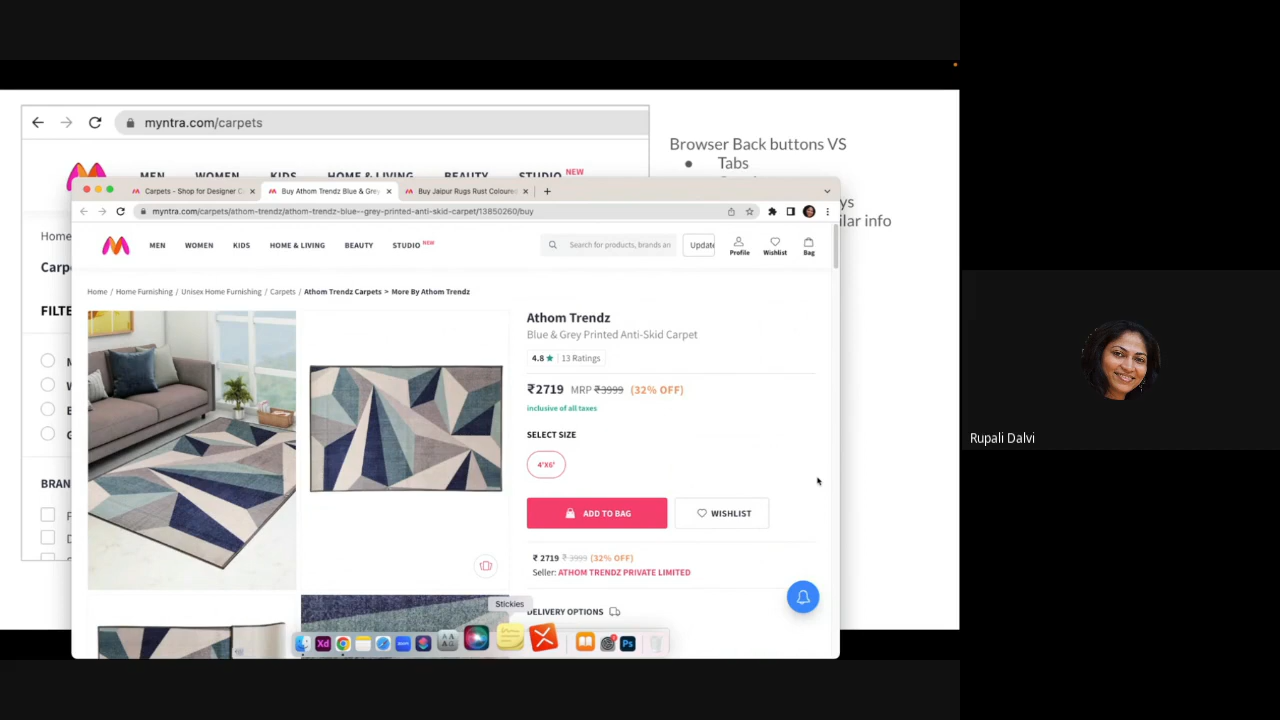 myntra.com/carpets
MEN WOMEN KIDS HOME & LIVING BEAUTY STUDIO NEW
Browser Back buttons VS
● Tabs
ys
ilar info
Home
Carp
FILTE
M
W
B
G
BRAN
Carpets - Shop for Designer C
Buy Athom Trendz Blue & Grey
Buy Jaipur Rugs Rust Coloured
myntra.com/carpets/athom-trendz/athom-trendz-blue--grey-printed-anti-skid-carpet/13850260/buy
MEN WOMEN KIDS HOME & LIVING BEAUTY STUDIO NEW
Search for products, brands an
Update
Profile Wishlist Bag
Home / Home Furnishing / Unisex Home Furnishing / Carpets / Athom Trendz Carpets > More By Athom Trendz
Athom Trendz
Blue & Grey Printed Anti-Skid Carpet
4.8 ★ 13 Ratings
₹2719 MRP ₹3999 (32% OFF)
inclusive of all taxes
SELECT SIZE
4'X6'
ADD TO BAG WISHLIST
₹ 2719 ₹ 3999 (32% OFF)
Seller: ATHOM TRENDZ PRIVATE LIMITED
DELIVERY OPTIONS
Stickies
Xd
Ps
Rupali Dalvi